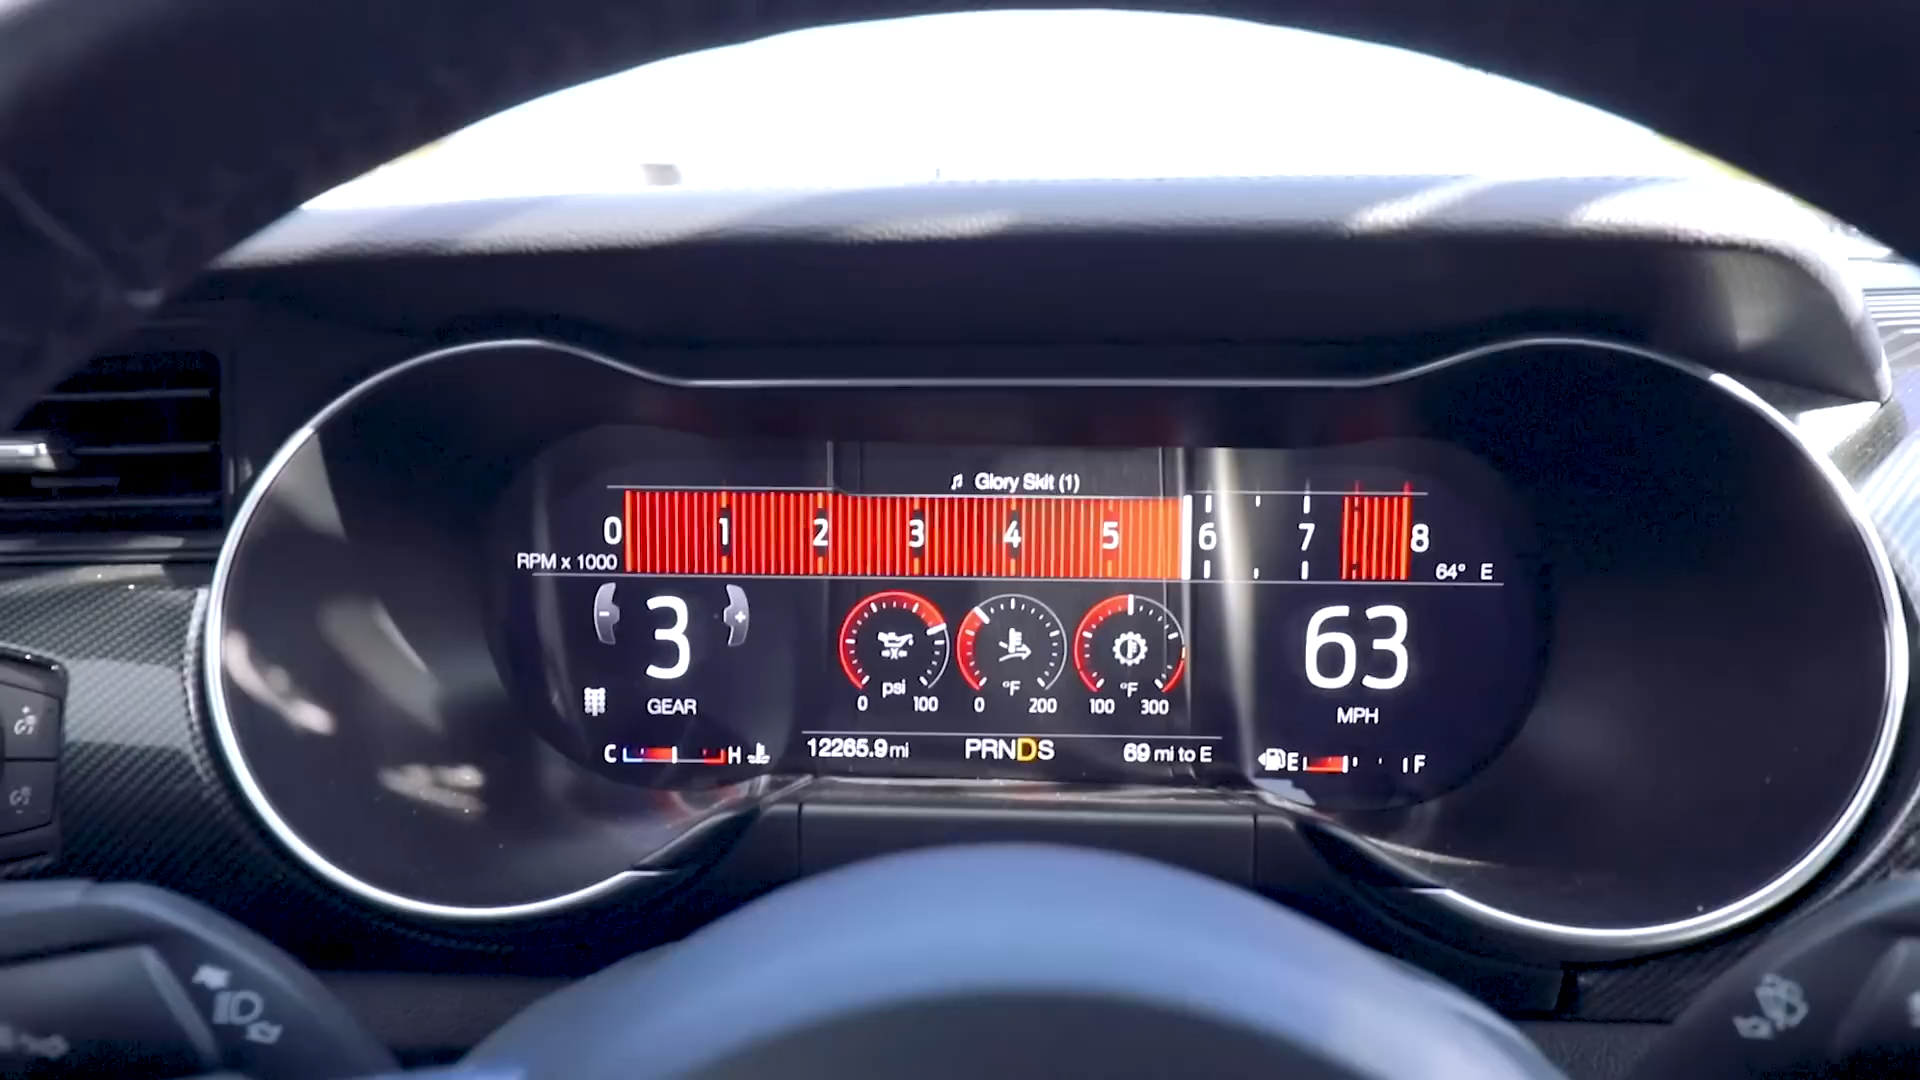 Glory Skit (1)
0 1 2 3 4 5 6 7 8
RPM x 1000
64° E
- 3 +
GEAR
psi
0 100
°F
0 200
°F
100 300
63
MPH
C H
12265.9 mi
PRNDS
69 mi to E
E F